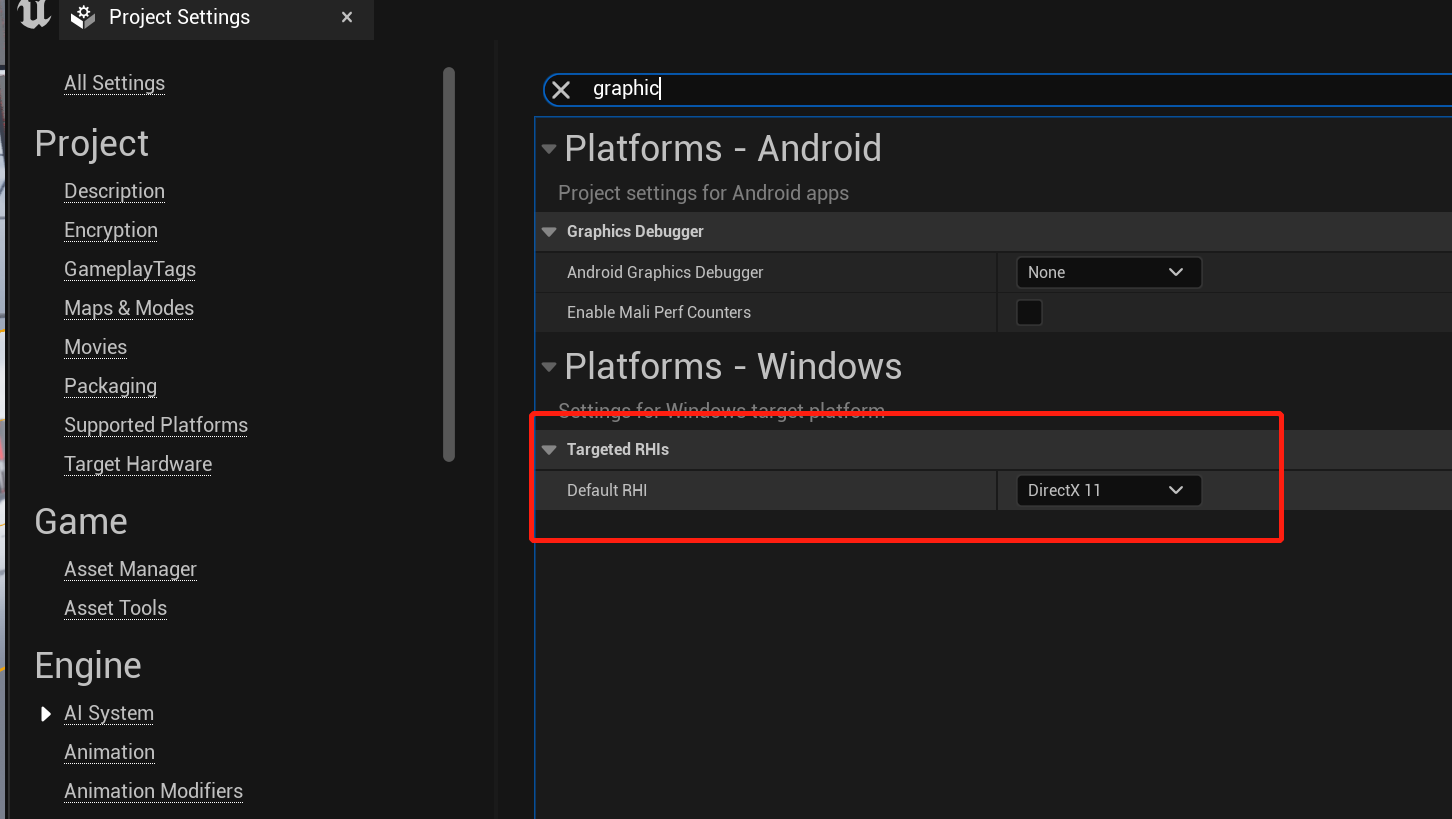 Project Settings
All Settings
Project
Description
Encryption
GameplayTags
Maps & Modes
Movies
Packaging
Supported Platforms
Target Hardware
Game
Asset Manager
Asset Tools
Engine
AI System
Animation
Animation Modifiers
graphic
Platforms - Android
Project settings for Android apps
Graphics Debugger
Android Graphics Debugger None
Enable Mali Perf Counters
Platforms - Windows
Settings for Windows target platform
Targeted RHIs
Default RHI DirectX 11